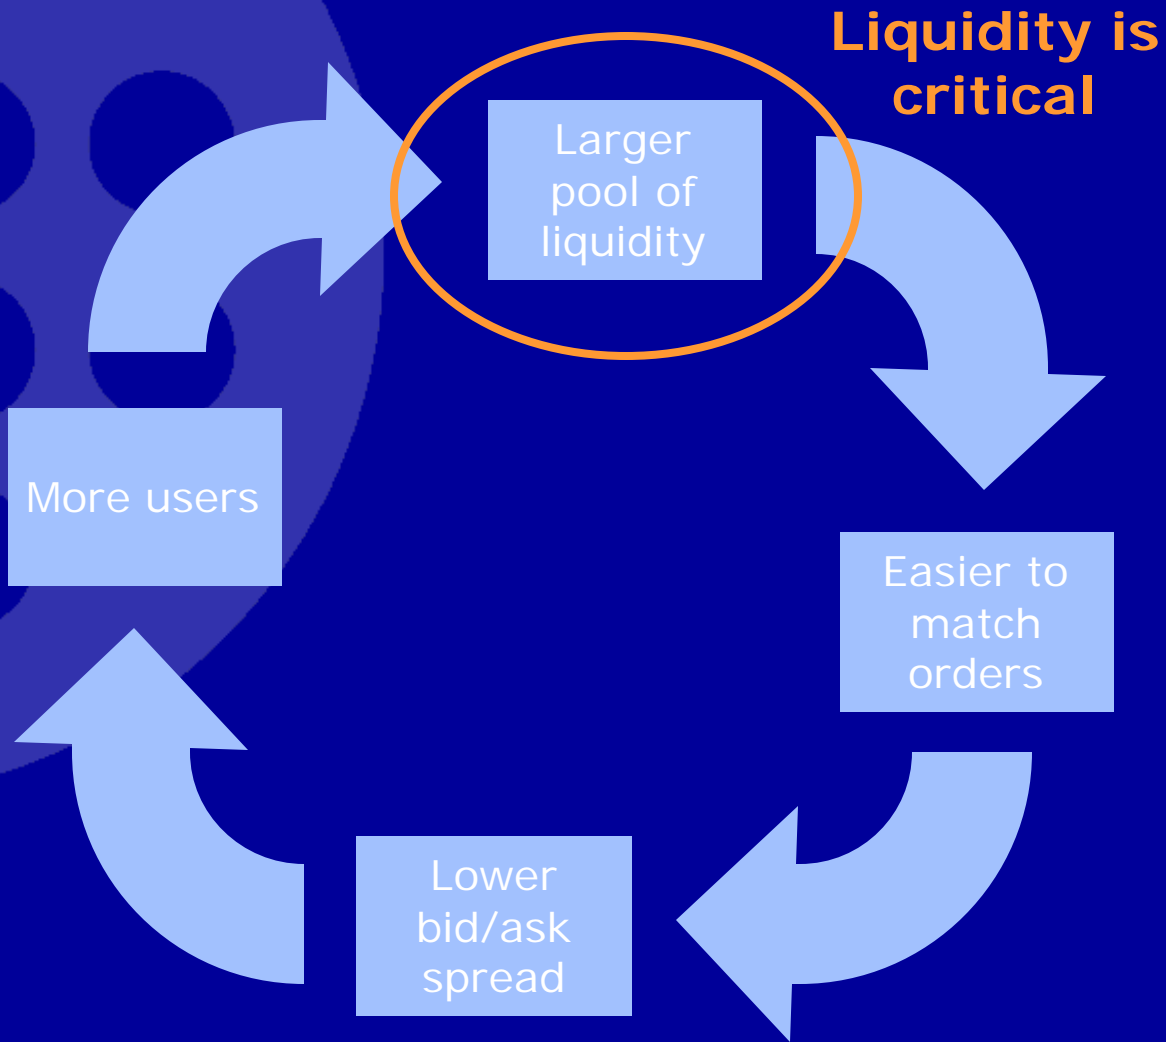 Liquidity is
critical
Larger
pool of
liquidity
More users
Easier to
match
orders
Lower
bid/ask
spread